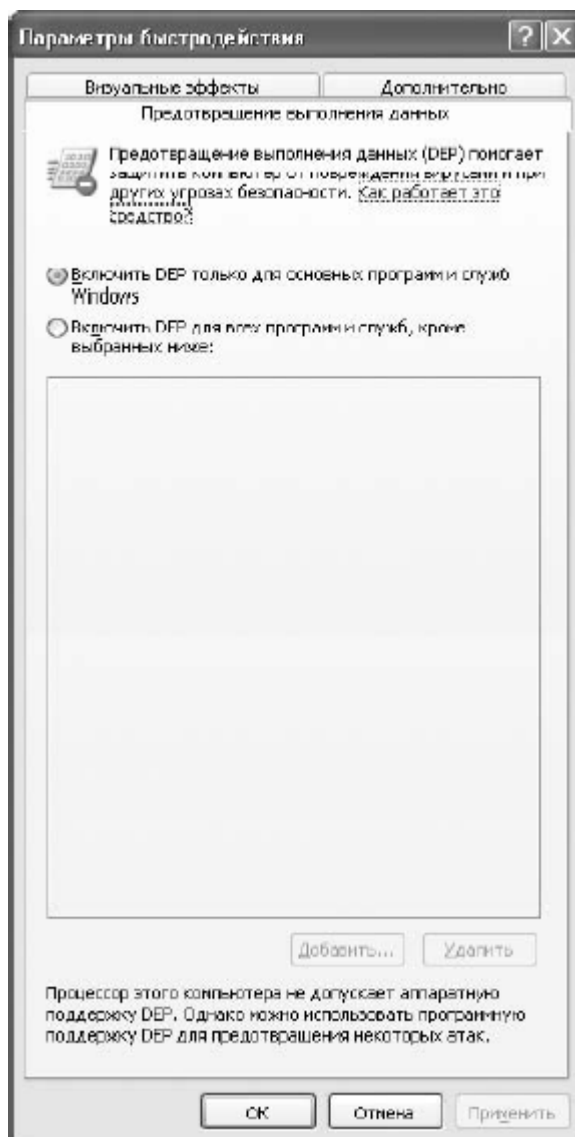 Параметры быстродействия
Визуальные эффекты
Дополнительно
Предотвращение выполнения данных
Предотвращение выполнения данных (DEP) помогает
защитить компьютер от повреждения вирусами и при
других угрозах безопасности. Как работает это
средство?
Включить DEP только для основных программ и служб
Windows
Включить DEP для всех программ и служб, кроме
выбранных ниже:
Добавить...
Удалить
Процессор этого компьютера не допускает аппаратную
поддержку DEP. Однако можно использовать программную
поддержку DEP для предотвращения некоторых атак.
ОК
Отмена
Применить